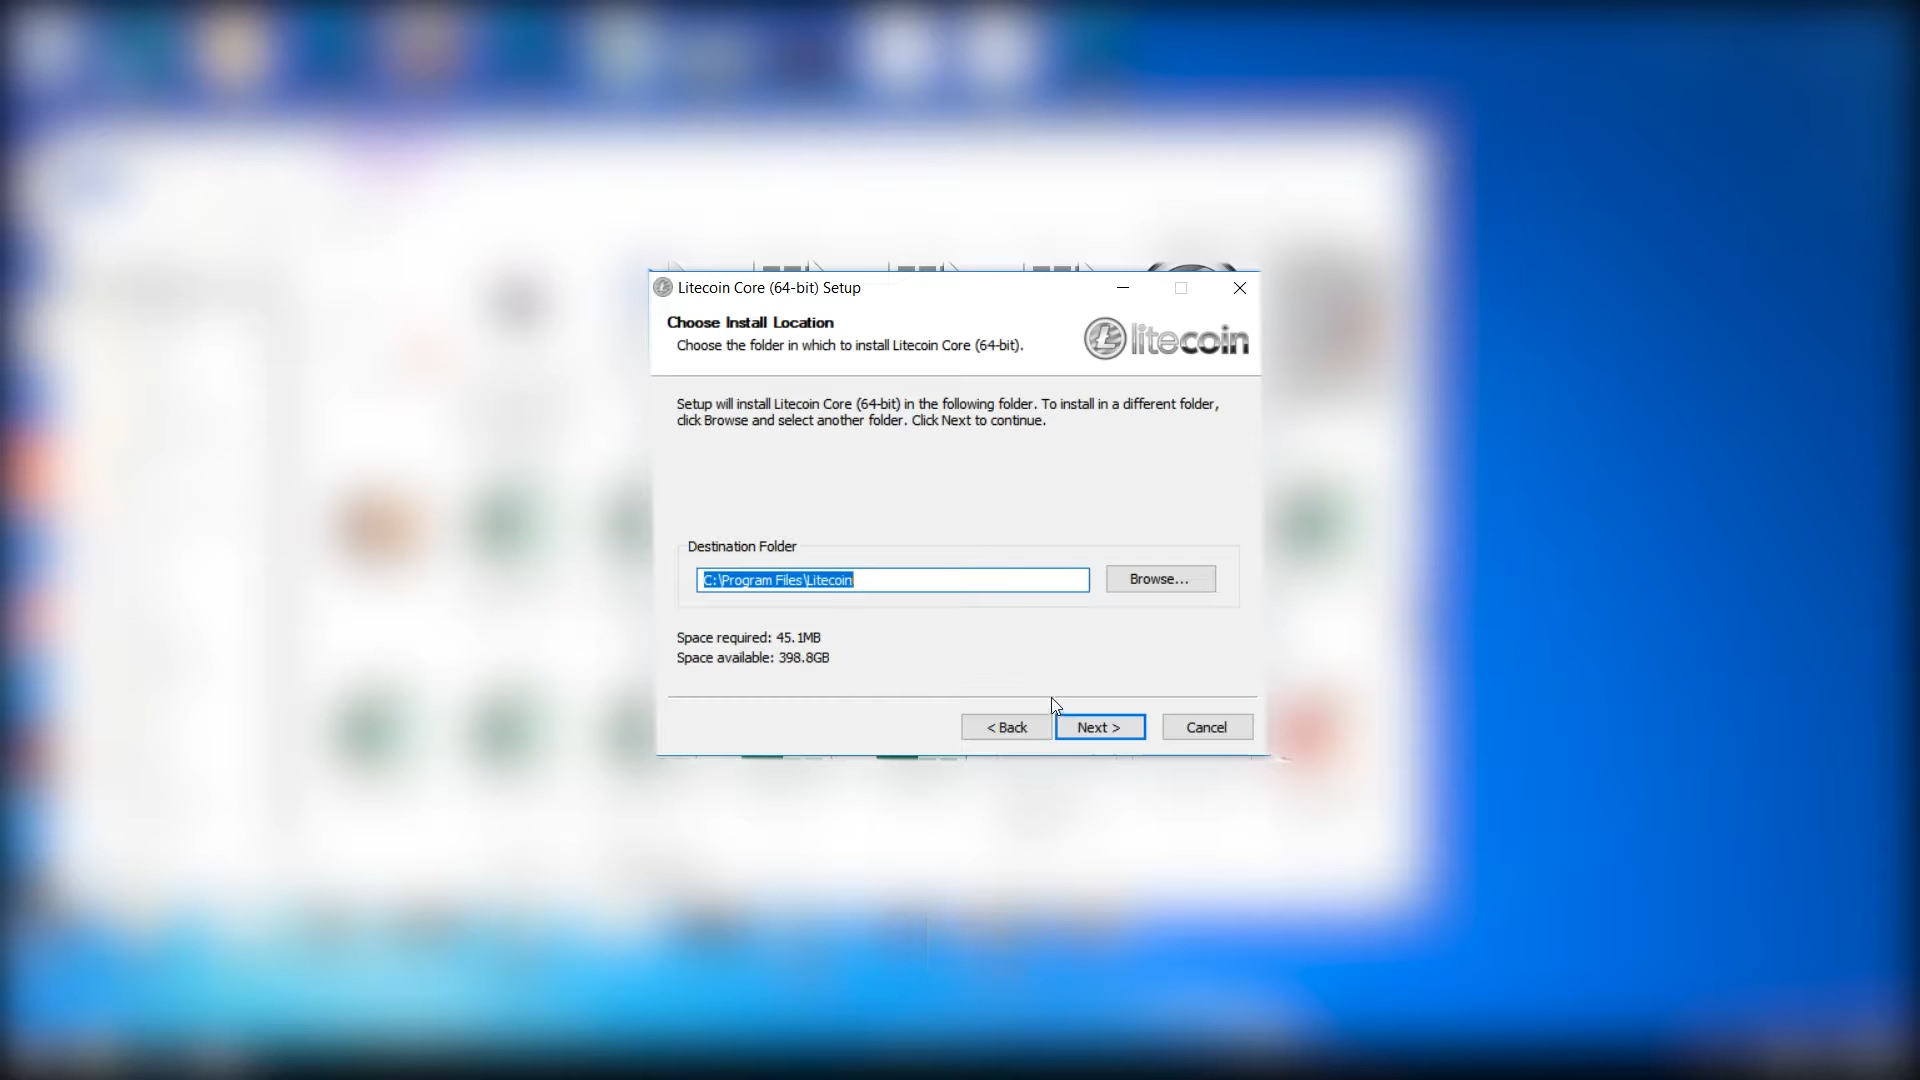 Litecoin Core (64-bit) Setup
Choose Install Location
Choose the folder in which to install Litecoin Core (64-bit).
litecoin
Setup will install Litecoin Core (64-bit) in the following folder. To install in a different folder,
click Browse and select another folder. Click Next to continue.
Destination Folder
C:\Program Files\Litecoin
Browse...
Space required: 45.1MB
Space available: 398.8GB
< Back
Next >
Cancel